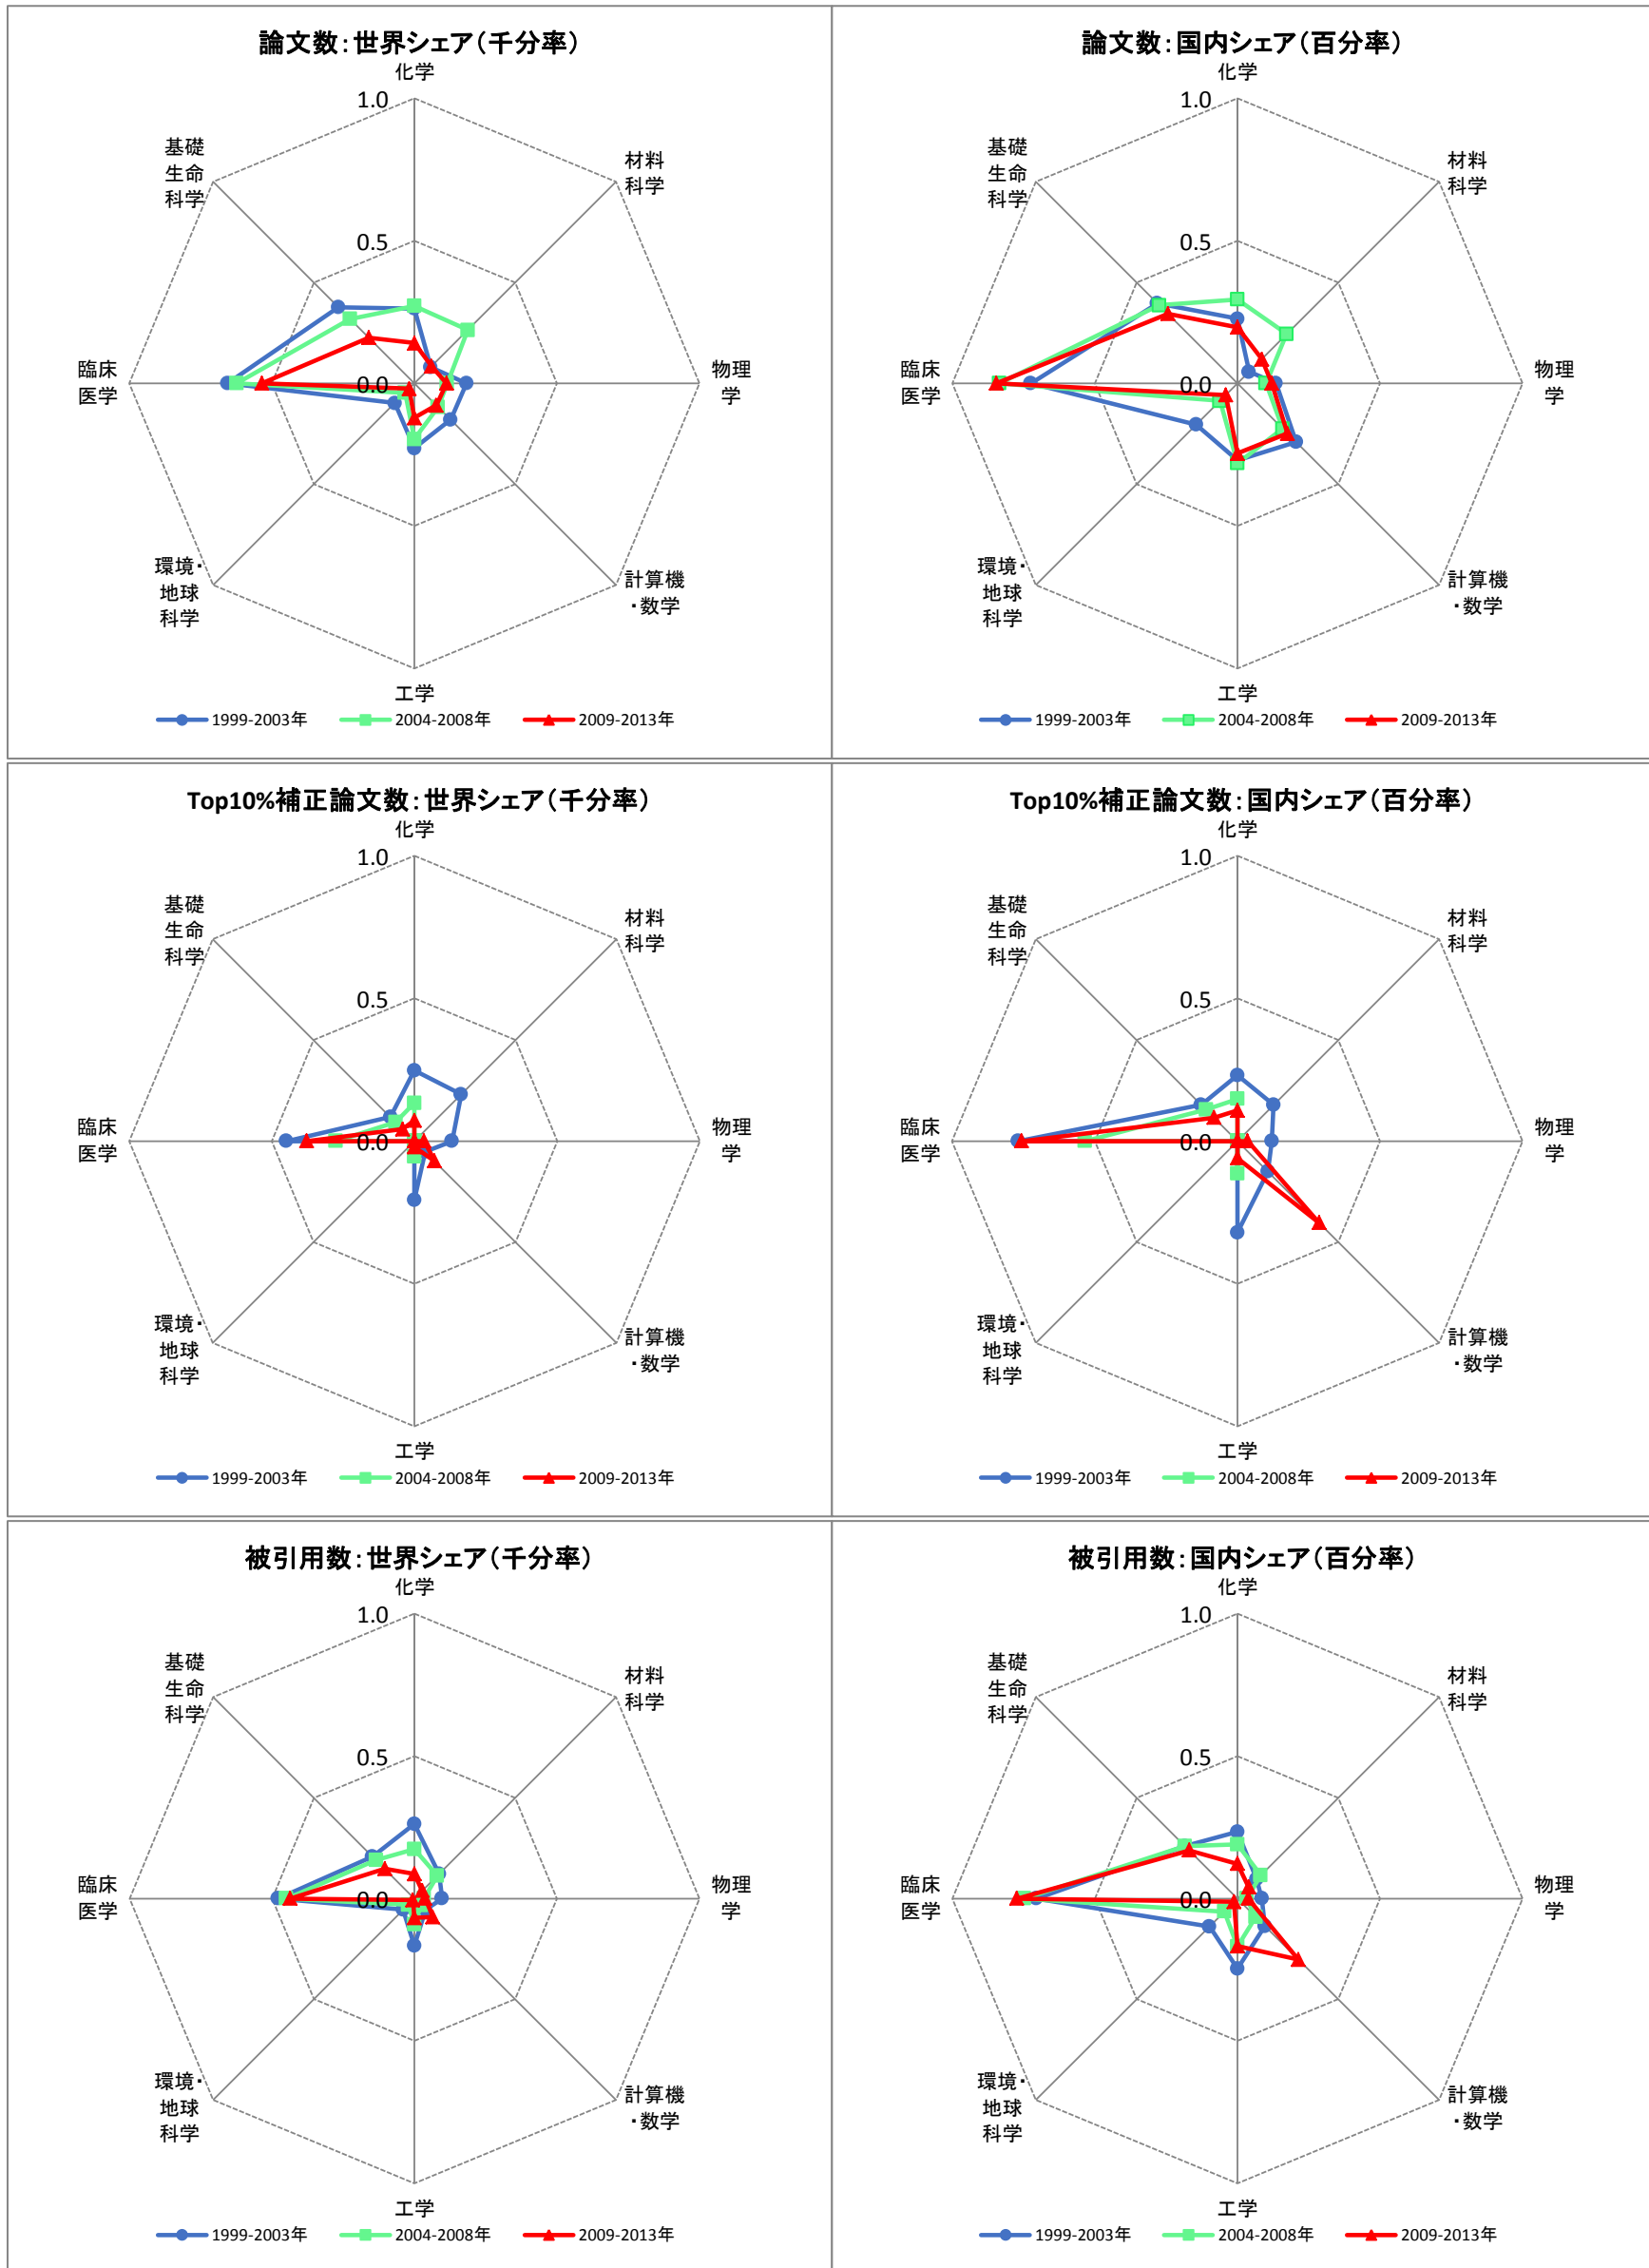 論文数：世界シェア（千分率）
化学
1.0
基礎
生命
科学
材料
科学
0.5
臨床
医学
0.0
物理
学
環境・
地球
科学
計算機
・数学
工学
1999-2003年
2004-2008年
2009-2013年
論文数：国内シェア（百分率）
化学
1.0
基礎
生命
科学
材料
科学
0.5
臨床
医学
0.0
物理
学
環境・
地球
科学
計算機
・数学
工学
1999-2003年
2004-2008年
2009-2013年
Top10%補正論文数：世界シェア（千分率）
化学
1.0
基礎
生命
科学
材料
科学
0.5
臨床
医学
0.0
物理
学
環境・
地球
科学
計算機
・数学
工学
1999-2003年
2004-2008年
2009-2013年
Top10%補正論文数：国内シェア（百分率）
化学
1.0
基礎
生命
科学
材料
科学
0.5
臨床
医学
0.0
物理
学
環境・
地球
科学
計算機
・数学
工学
1999-2003年
2004-2008年
2009-2013年
被引用数：世界シェア（千分率）
化学
1.0
基礎
生命
科学
材料
科学
0.5
臨床
医学
0.0
物理
学
環境・
地球
科学
計算機
・数学
工学
1999-2003年
2004-2008年
2009-2013年
被引用数：国内シェア（百分率）
化学
1.0
基礎
生命
科学
材料
科学
0.5
臨床
医学
0.0
物理
学
環境・
地球
科学
計算機
・数学
工学
1999-2003年
2004-2008年
2009-2013年